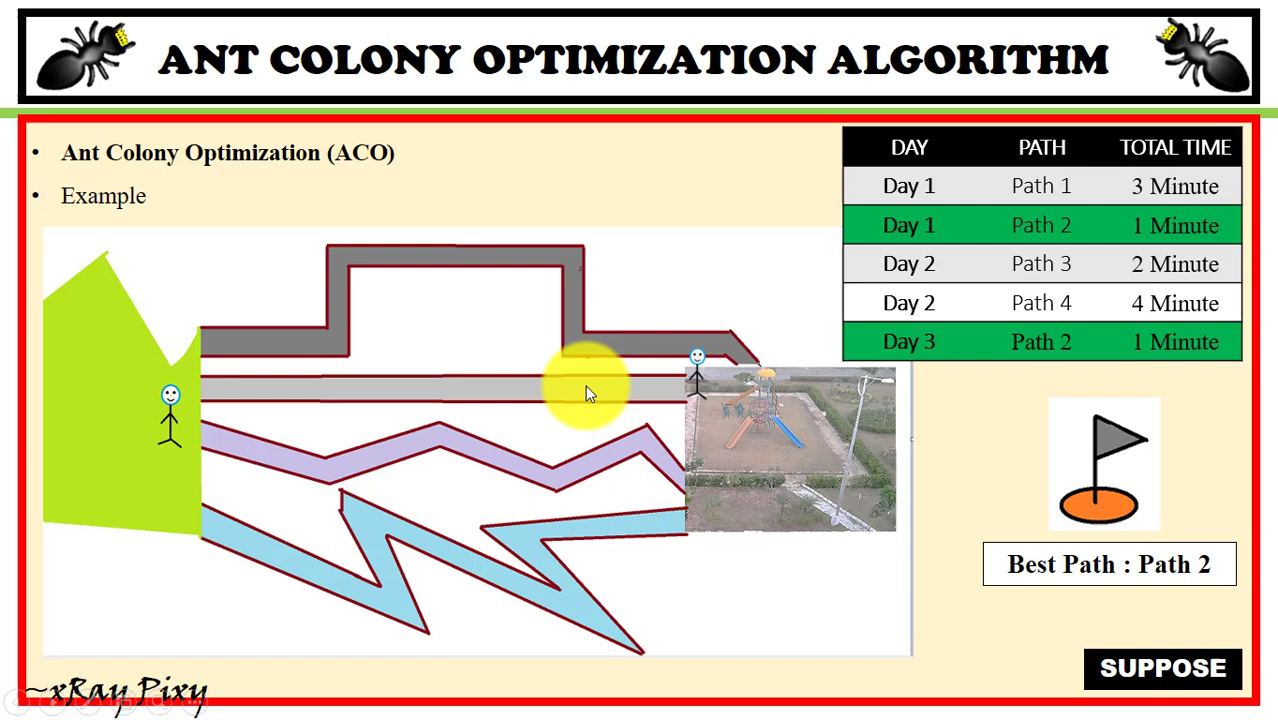 ANT COLONY OPTIMIZATION ALGORITHM
• Ant Colony Optimization (ACO)
• Example
DAY PATH TOTAL TIME
Day 1 Path 1 3 Minute
Day 1 Path 2 1 Minute
Day 2 Path 3 2 Minute
Day 2 Path 4 4 Minute
Day 3 Path 2 1 Minute
Best Path : Path 2
SUPPOSE
~xRay Pixy